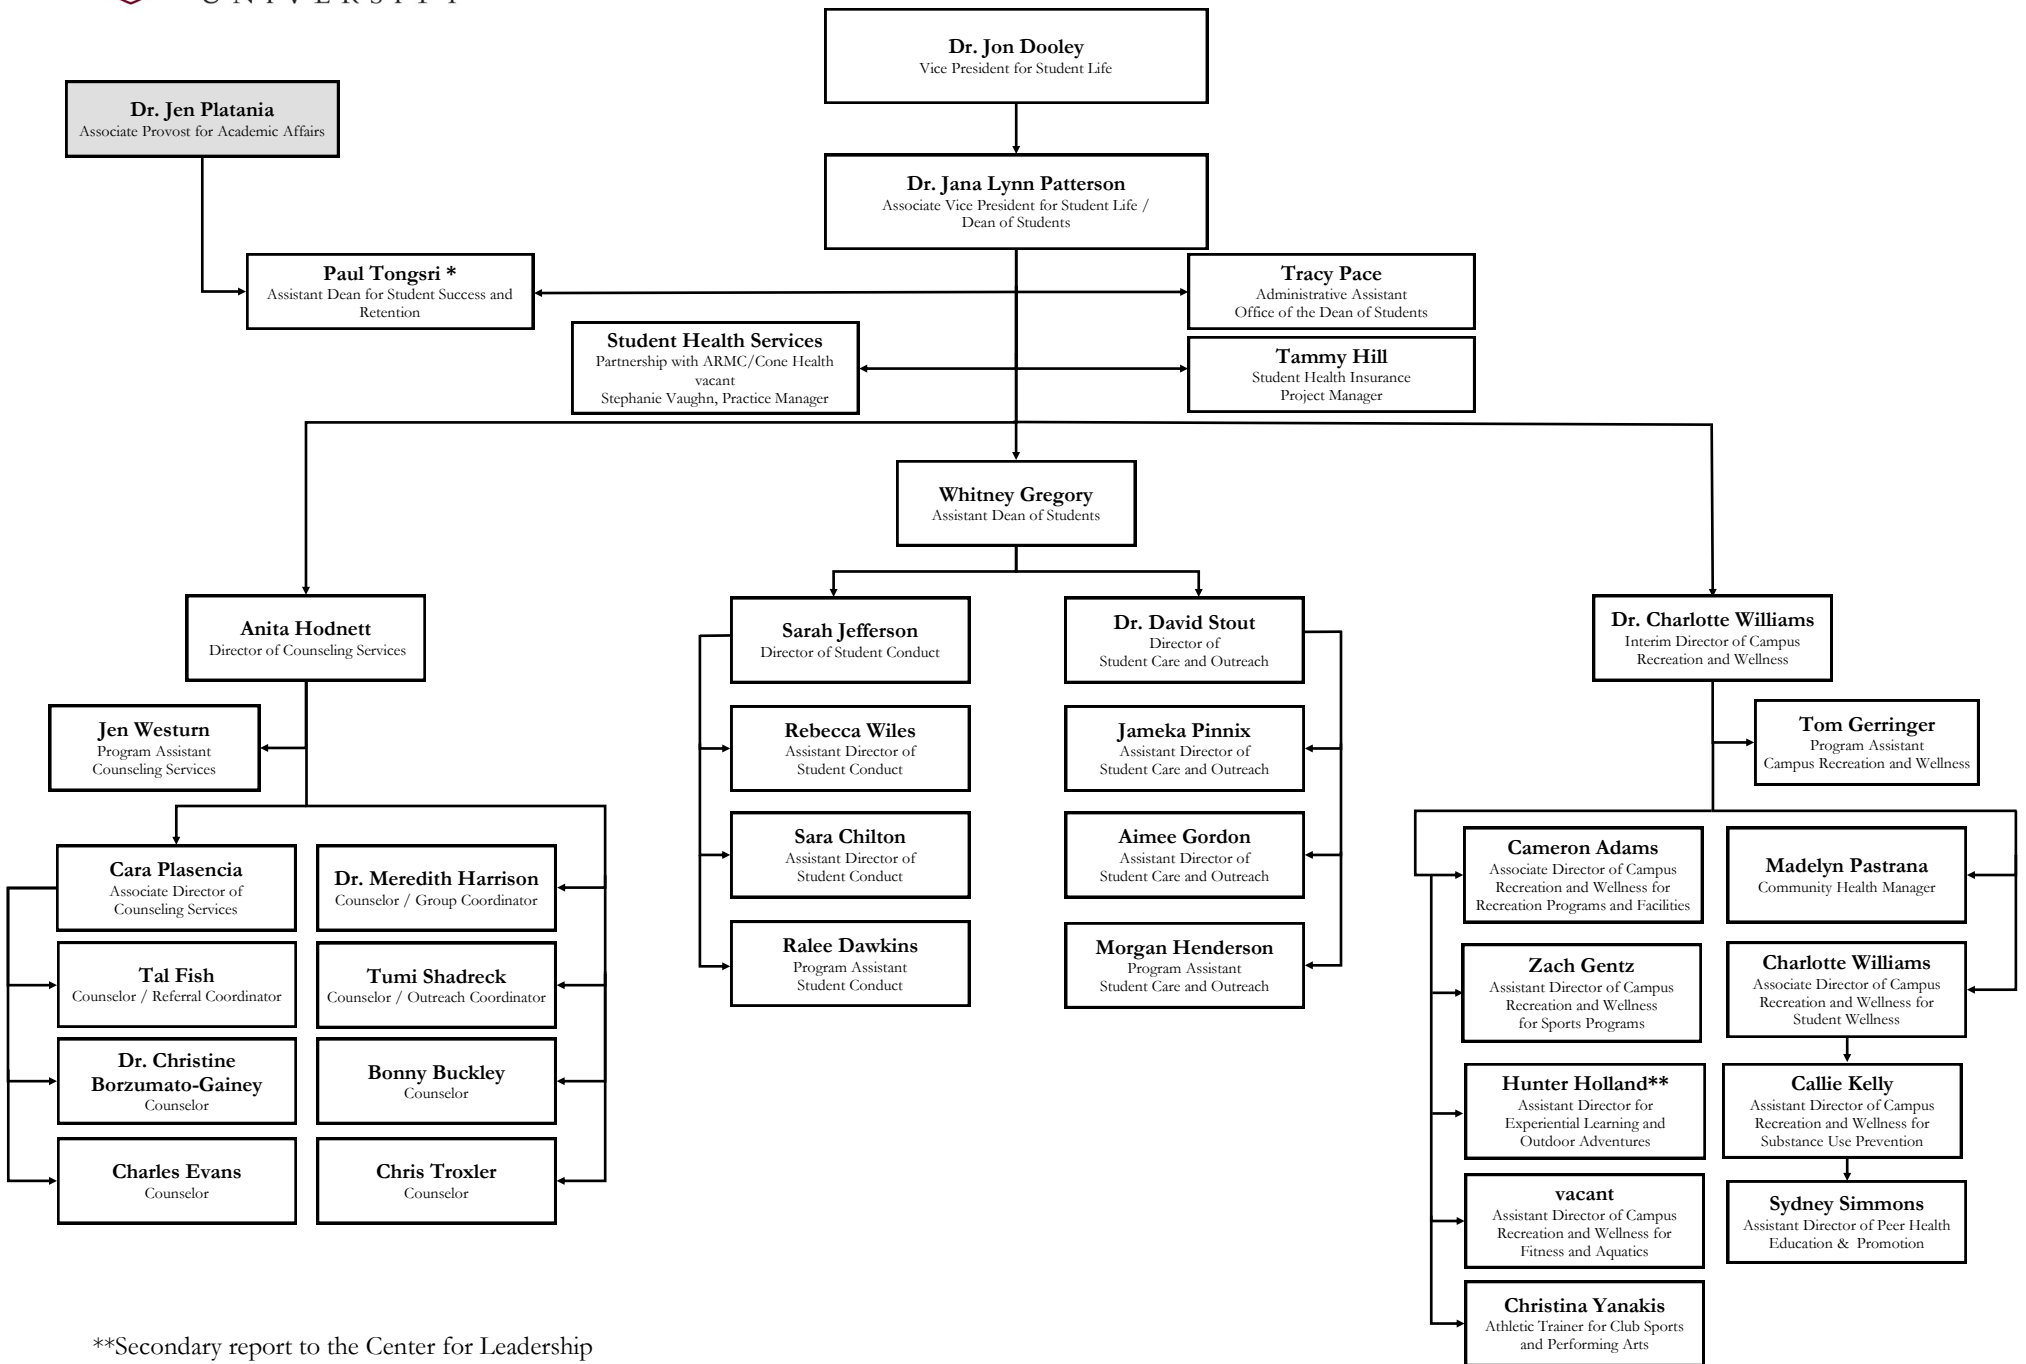 UNIVERSITY
Dr. Jon Dooley
Vice President for Student Life
Dr. Jen Platania
Associate Provost for Academic Affairs
Dr. Jana Lynn Patterson
Associate Vice President for Student Life /
Dean of Students
Paul Tongsri *
Assistant Dean for Student Success and
Retention
Tracy Pace
Administrative Assistant
Office of the Dean of Students
Student Health Services
Partnership with ARMC/Cone Health
vacant
Stephanie Vaughn, Practice Manager
Tammy Hill
Student Health Insurance
Project Manager
Whitney Gregory
Assistant Dean of Students
Anita Hodnett
Director of Counseling Services
Sarah Jefferson
Director of Student Conduct
Dr. David Stout
Director of
Student Care and Outreach
Dr. Charlotte Williams
Interim Director of Campus
Recreation and Wellness
Jen Westurn
Program Assistant
Counseling Services
Rebecca Wiles
Assistant Director of
Student Conduct
Jameka Pinnix
Assistant Director of
Student Care and Outreach
Tom Gerringer
Program Assistant
Campus Recreation and Wellness
Cara Plasencia
Associate Director of
Counseling Services
Dr. Meredith Harrison
Counselor / Group Coordinator
Sara Chilton
Assistant Director of
Student Conduct
Aimee Gordon
Assistant Director of
Student Care and Outreach
Cameron Adams
Associate Director of Campus
Recreation and Wellness for
Recreation Programs and Facilities
Madelyn Pastrana
Community Health Manager
Tal Fish
Counselor / Referral Coordinator
Tumi Shadreck
Counselor / Outreach Coordinator
Ralee Dawkins
Program Assistant
Student Conduct
Morgan Henderson
Program Assistant
Student Care and Outreach
Zach Gentz
Assistant Director of Campus
Recreation and Wellness
for Sports Programs
Charlotte Williams
Associate Director of Campus
Recreation and Wellness for
Student Wellness
Dr. Christine
Borzumato-Gainey
Counselor
Bonny Buckley
Counselor
Hunter Holland**
Assistant Director for
Experiential Learning and
Outdoor Adventures
Callie Kelly
Assistant Director of Campus
Recreation and Wellness for
Substance Use Prevention
Charles Evans
Counselor
Chris Troxler
Counselor
vacant
Assistant Director of Campus
Recreation and Wellness for
Fitness and Aquatics
Sydney Simmons
Assistant Director of Peer Health
Education & Promotion
Christina Yanakis
Athletic Trainer for Club Sports
and Performing Arts
**Secondary report to the Center for Leadership